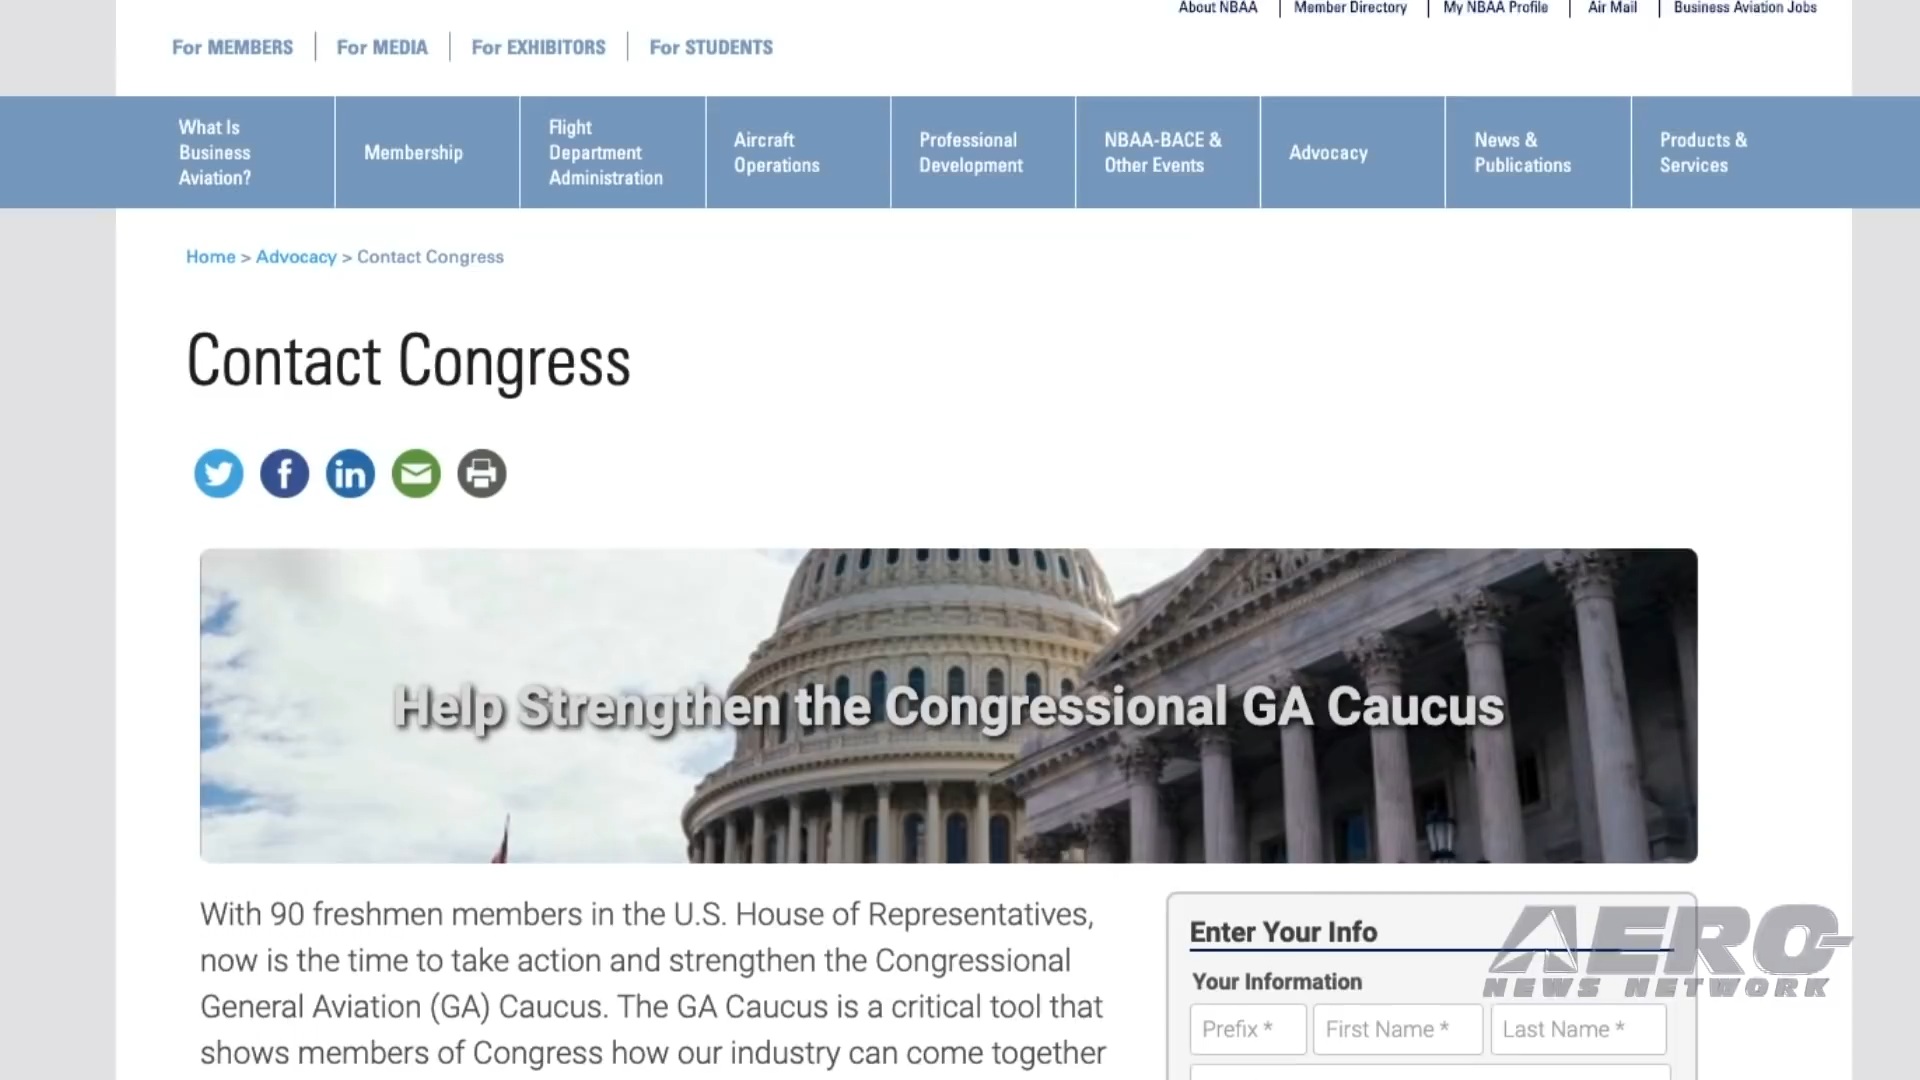 About NBAA | Member Directory | My NBAA Profile | Air Mail | Business Aviation Jobs
For MEMBERS | For MEDIA | For EXHIBITORS | For STUDENTS
What Is
Business
Aviation?
Membership
Flight
Department
Administration
Aircraft
Operations
Professional
Development
NBAA-BACE &
Other Events
Advocacy
News &
Publications
Products &
Services
Home > Advocacy > Contact Congress
Contact Congress
Help Strengthen the Congressional GA Caucus
With 90 freshmen members in the U.S. House of Representatives,
now is the time to take action and strengthen the Congressional
General Aviation (GA) Caucus. The GA Caucus is a critical tool that
shows members of Congress how our industry can come together
Enter Your Info
Your Information
Prefix * First Name * Last Name *
AERO-
NEWS NETWORK